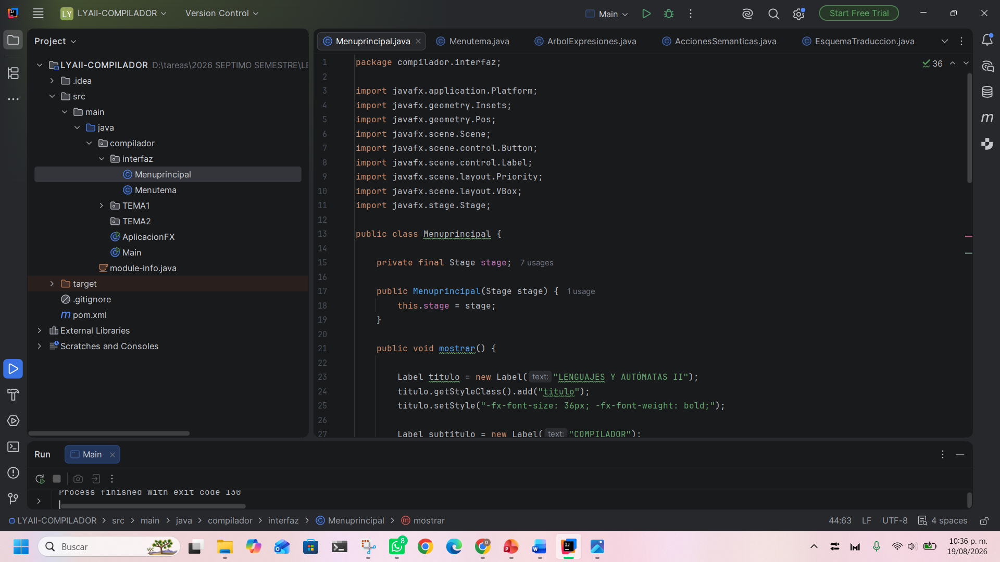 LY LYAII-COMPILADOR Version Control Main Start Free Trial
Project
LYAII-COMPILADOR D:\tareas\2026 SEPTIMO SEMESTRE\LE
.idea
src
main
java
compilador
interfaz
Menuprincipal
Menutema
TEMA1
TEMA2
AplicacionFX
Main
module-info.java
target
.gitignore
pom.xml
External Libraries
Scratches and Consoles
Menuprincipal.java Menutema.java ArbolExpresiones.java AccionesSemanticas.java EsquemaTraduccion.java
36
1 package compilador.interfaz;
2
3 import javafx.application.Platform;
4 import javafx.geometry.Insets;
5 import javafx.geometry.Pos;
6 import javafx.scene.Scene;
7 import javafx.scene.control.Button;
8 import javafx.scene.control.Label;
9 import javafx.scene.layout.Priority;
10 import javafx.scene.layout.VBox;
11 import javafx.stage.Stage;
12
13 public class Menuprincipal {
14
15 private final Stage stage; 7 usages
16
17 public Menuprincipal(Stage stage) { 1 usage
18 this.stage = stage;
19 }
20
21 public void mostrar() {
22
23 Label titulo = new Label( text: "LENGUAJES Y AUTÓMATAS II");
24 titulo.getStyleClass().add("titulo");
25 titulo.setStyle("-fx-font-size: 36px; -fx-font-weight: bold;");
26
27 Label subtitulo = new Label( text: "COMPILADOR");
Run Main
Process finished with exit code 130
LYAII-COMPILADOR > src > main > java > compilador > interfaz > Menuprincipal > mostrar 44:63 LF UTF-8 4 spaces
Buscar
8
10:36 p. m.
19/08/2026